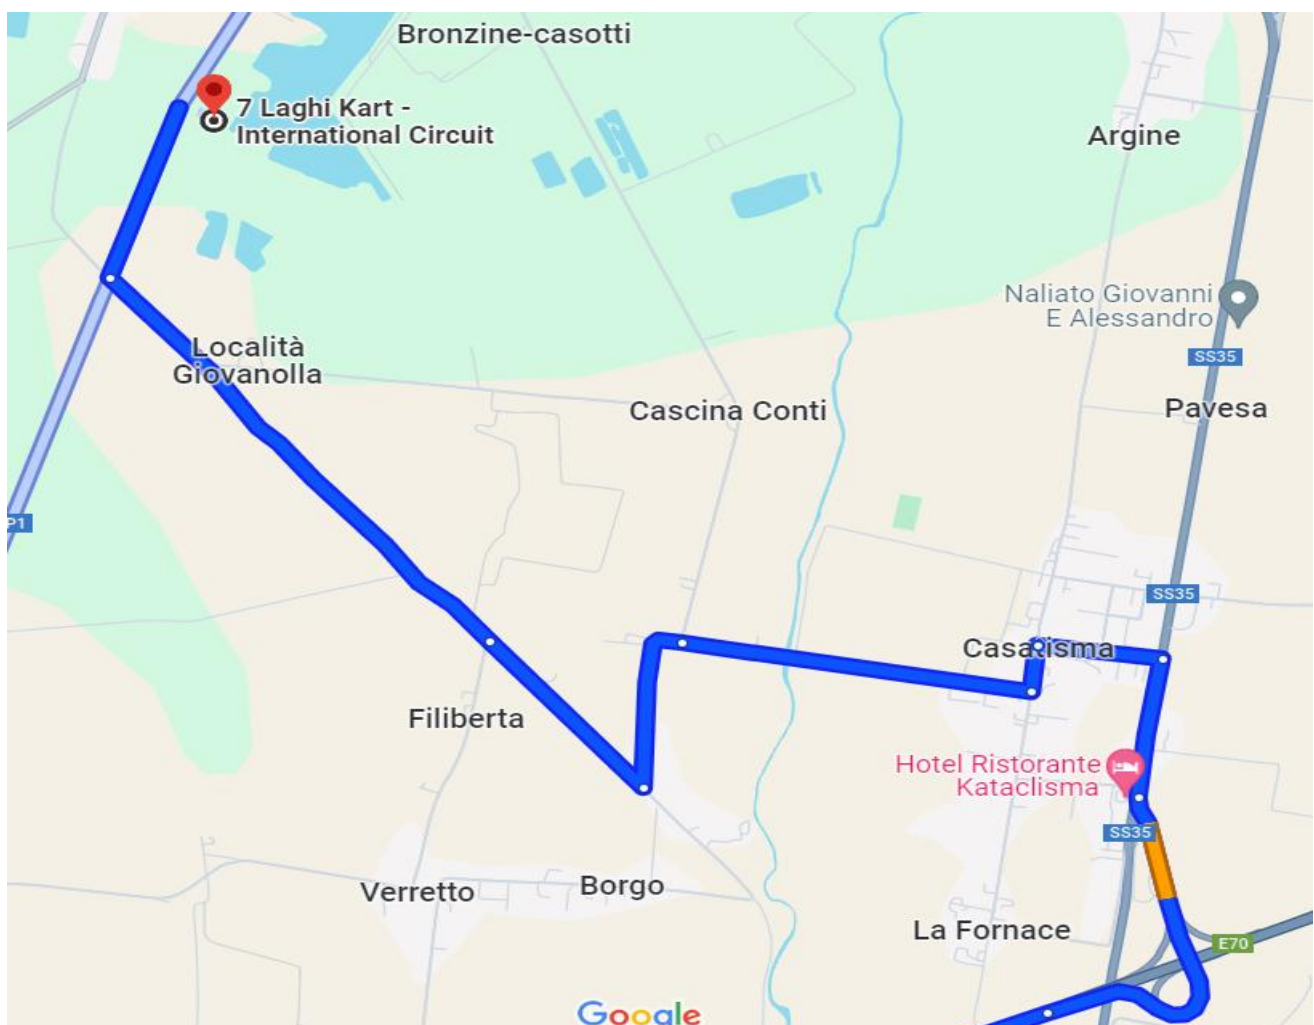 Bronzine-casotti
7 Laghi Kart -
International Circuit
Argine
Naliato Giovanni
E Alessandro
SS35
Località
Giovanolla
Cascina Conti
Pavesa
P1
SS35
Casatisma
Filiberta
Hotel Ristorante
Kataclisma
SS35
Verretto
Borgo
La Fornace
E70
Google